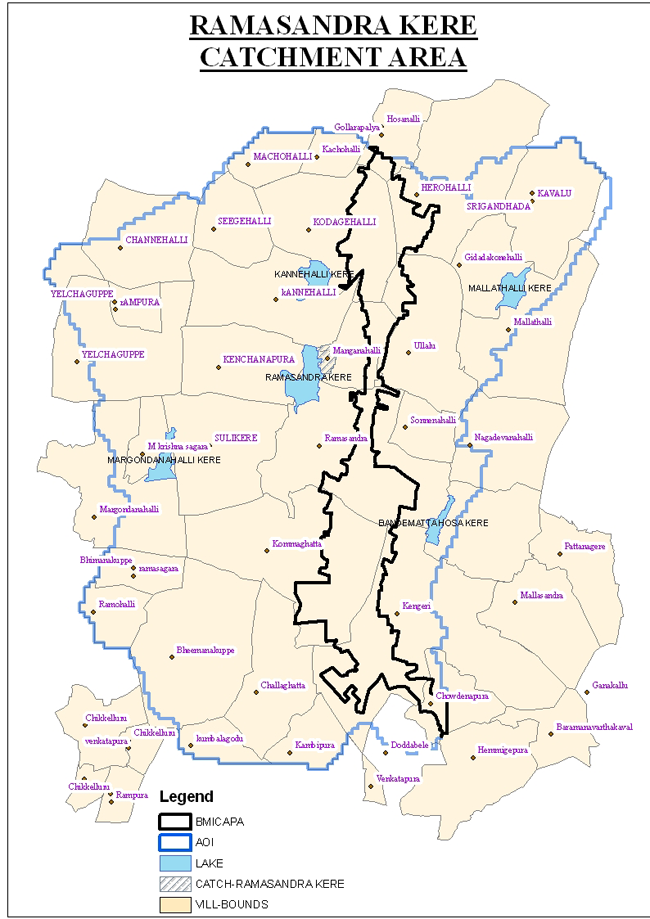 RAMASANDRA KERE
CATCHMENT AREA
Hosanalli
Gollarapalya
Kachohalli
MACHOHALLI
HEROHALLI
KAVALU
SRIGANDHADA
SEEGEHALLI
KODAGEHALLI
CHANNEHALLI
Gidadakonehalli
KANNEHALLI KERE
MALLATHALLI KERE
YELCHAGUPPE
kANNEHALLI
rAMPURA
Mallathalli
YELCHAGUPPE
KENCHANAPURA
Manganahalli
Ullalu
RAMASANDRA KERE
Sonnenahalli
M krishna sagara
SULIKERE
Ramasandra
Nagadevanahalli
MARGONDANAHALLI KERE
Margondanahalli
BANDEMATTAHOSA KERE
Kommaghatta
Pattanagere
Bhimanakuppe
ramasagara
Mallasandra
Ramohalli
Kengeri
Bheemanakuppe
Challaghatta
Ganakallu
Chowdenapura
Chikkelluru
Chikkelluru
Baramanavarthakaval
venkatapura
kumbalagodu
Kambipura
Doddabele
Hemmigepura
Venkatapura
Chikkelluru
Rampura
Legend
BMICAPA
AOI
LAKE
CATCH-RAMASANDRA KERE
VILL-BOUNDS